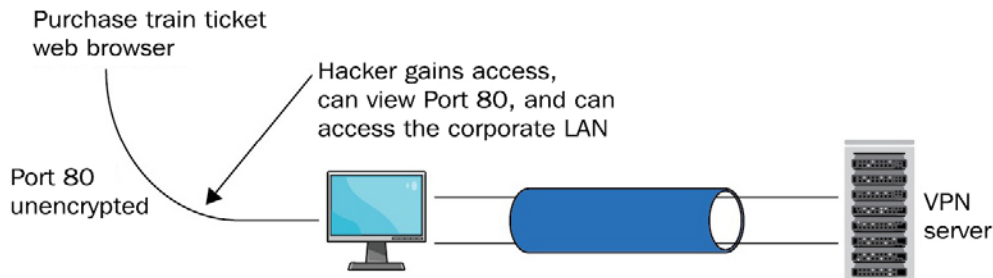 Purchase train ticket
web browser
Hacker gains access,
can view Port 80, and can
access the corporate LAN
Port 80
unencrypted
VPN
server